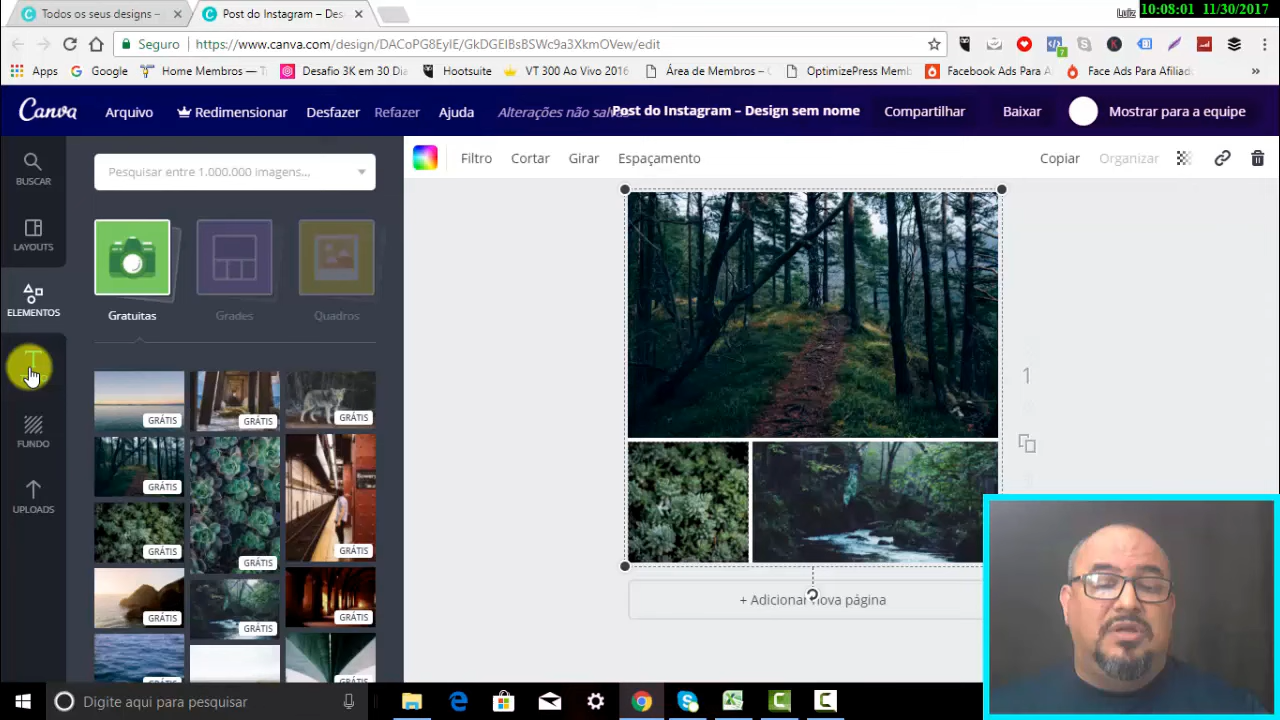 Luiz
10:08:01 11/30/2017
Todos os seus designs –
Post do Instagram – Des
Seguro
https://www.canva.com/design/DACoPG8EyIE/GkDGEIBsBSWc9a3XkmOVew/edit
7
Apps
Google
Home Membros — T
Desafio 3K em 30 Dia
Hootsuite
VT 300 Ao Vivo 2016
Área de Membros –
OptimizePress Memb
Facebook Ads Para A
Face Ads Para Afiliad
»
Canva
Arquivo
Redimensionar
Desfazer
Refazer
Ajuda
Alterações não salv
Post do Instagram – Design sem nome
Compartilhar
Baixar
Mostrar para a equipe
BUSCAR
LAYOUTS
ELEMENTOS
FUNDO
UPLOADS
Pesquisar entre 1.000.000 imagens...
Gratuitas
Grades
Quadros
GRÁTIS
GRÁTIS
GRÁTIS
GRÁTIS
GRÁTIS
GRÁTIS
GRÁTIS
GRÁTIS
GRÁTIS
GRÁTIS
GRÁTIS
GRÁTIS
Filtro
Cortar
Girar
Espaçamento
Copiar
Organizar
1
+ Adicionar nova página
Digite aqui para pesquisar